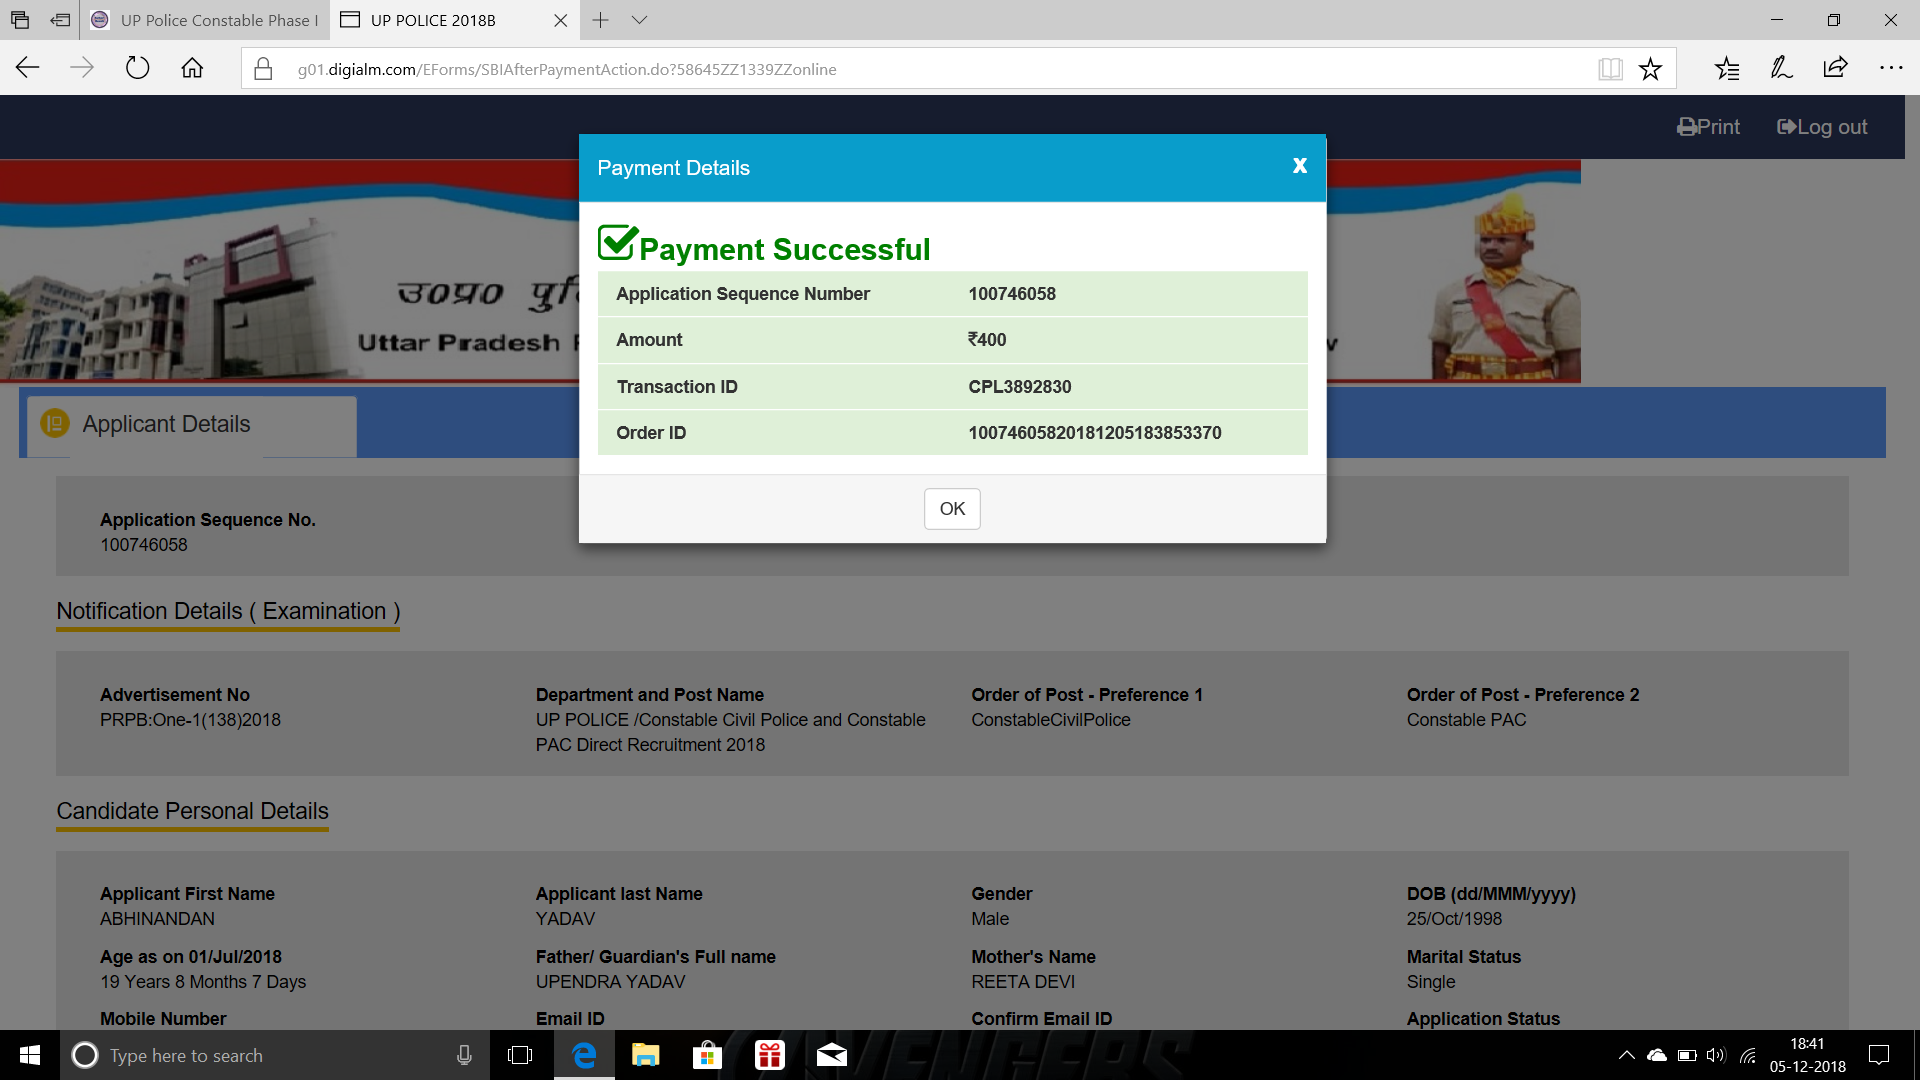 UP Police Constable Phase I
UP POLICE 2018B
g01.digialm.com/EForms/SBIAfterPaymentAction.do?58645ZZ1339ZZonline
Print
Log out
Payment Details
x
Payment Successful
Application Sequence Number 100746058
Amount ₹400
Transaction ID CPL3892830
Order ID 10074605820181205183853370
OK
उ०प्र०
Uttar Pradesh
Applicant Details
Application Sequence No.
100746058
Notification Details ( Examination )
Advertisement No
PRPB:One-1(138)2018
Department and Post Name
UP POLICE /Constable Civil Police and Constable
PAC Direct Recruitment 2018
Order of Post - Preference 1
ConstableCivilPolice
Order of Post - Preference 2
Constable PAC
Candidate Personal Details
Applicant First Name
ABHINANDAN
Applicant last Name
YADAV
Gender
Male
DOB (dd/MMM/yyyy)
25/Oct/1998
Age as on 01/Jul/2018
19 Years 8 Months 7 Days
Father/ Guardian's Full name
UPENDRA YADAV
Mother's Name
REETA DEVI
Marital Status
Single
Mobile Number
Email ID
Confirm Email ID
Application Status
Type here to search
18:41
05-12-2018